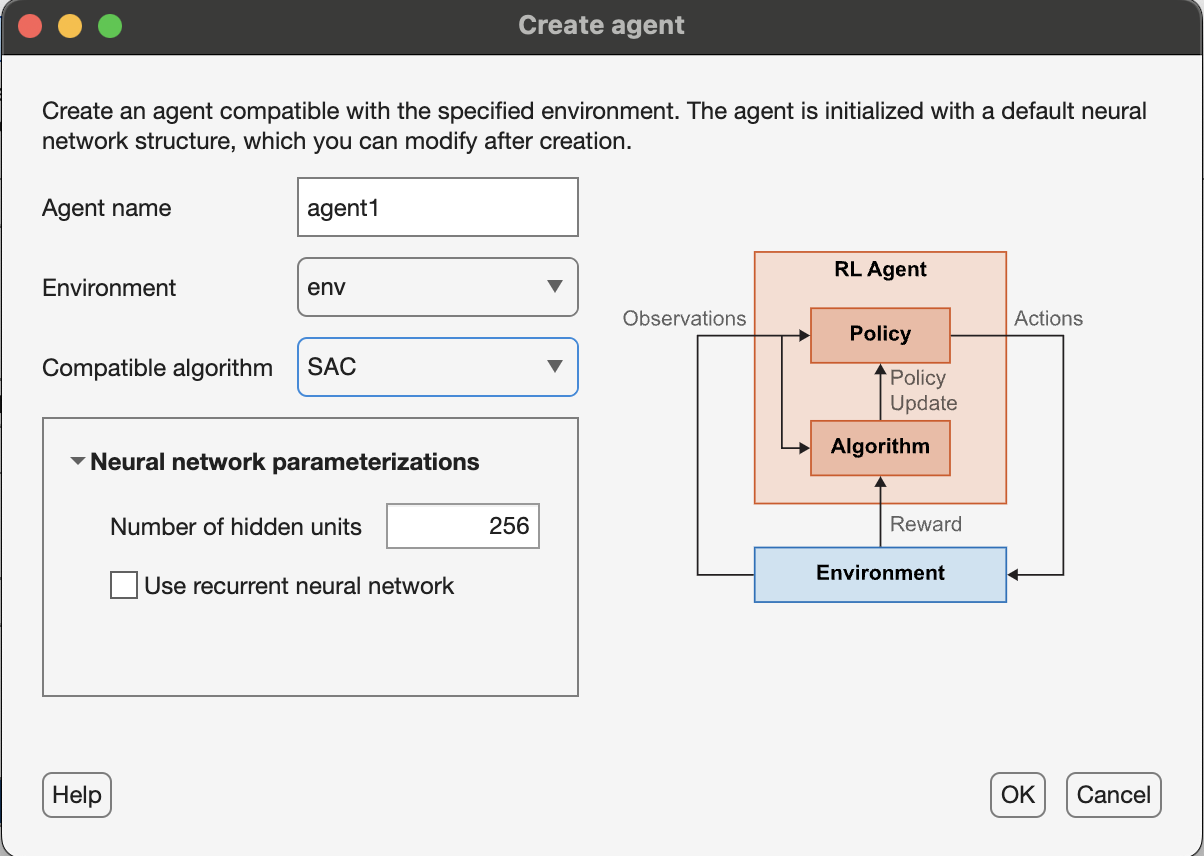 Create agent
Create an agent compatible with the specified environment. The agent is initialized with a default neural
network structure, which you can modify after creation.
Agent name
agent1
Environment
env
Compatible algorithm
SAC
Neural network parameterizations
Number of hidden units
256
Use recurrent neural network
RL Agent
Observations
Policy
Actions
Policy
Update
Algorithm
Reward
Environment
Help
OK
Cancel